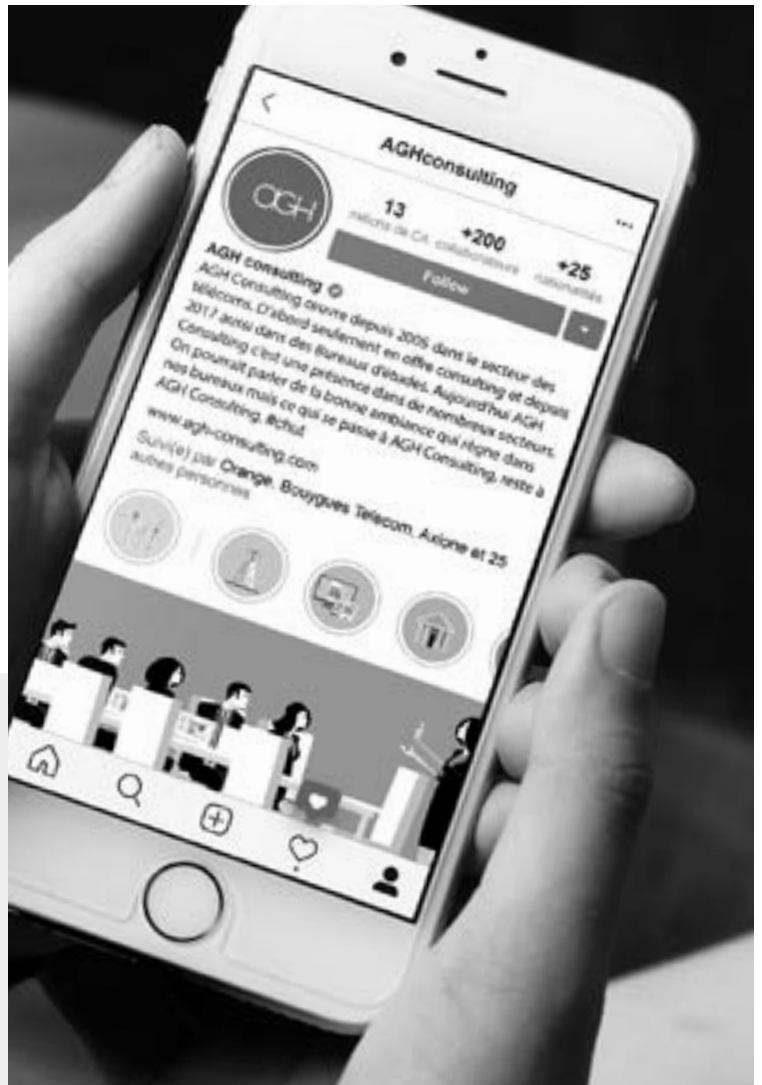 AGHconsulting
AGH
13
+200
+25
millions de CA
collaborateurs
nationalités
Follow
AGH consulting
AGH Consulting œuvre depuis 2005 dans le secteur des
télécoms. D'abord seulement en offre consulting et depuis
2017 aussi dans des Bureaux d'études. Aujourd'hui AGH
Consulting c'est une présence dans de nombreux secteurs.
On pourrait parler de la bonne ambiance qui règne dans
nos bureaux mais ce qui se passe à AGH Consulting, reste à
AGH Consulting. #chut
www.agh-consulting.com
Suivi(e) par Orange, Bouygues Telecom, Axione et 25
autres personnes